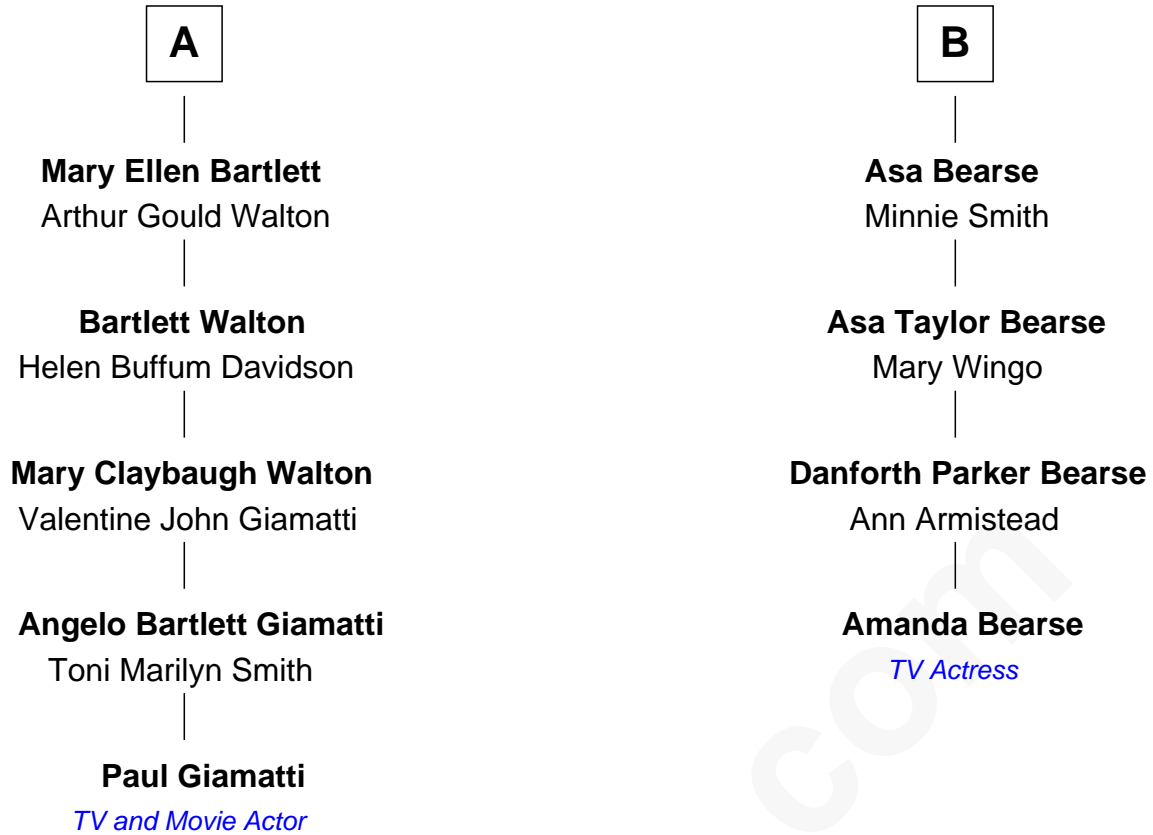 A
Mary Ellen Bartlett
Arthur Gould Walton
Bartlett Walton
Helen Buffum Davidson
Mary Claybaugh Walton
Valentine John Giamatti
Angelo Bartlett Giamatti
Toni Marilyn Smith
Paul Giamatti
TV and Movie Actor
B
Asa Bearse
Minnie Smith
Asa Taylor Bearse
Mary Wingo
Danforth Parker Bearse
Ann Armistead
Amanda Bearse
TV Actress
com